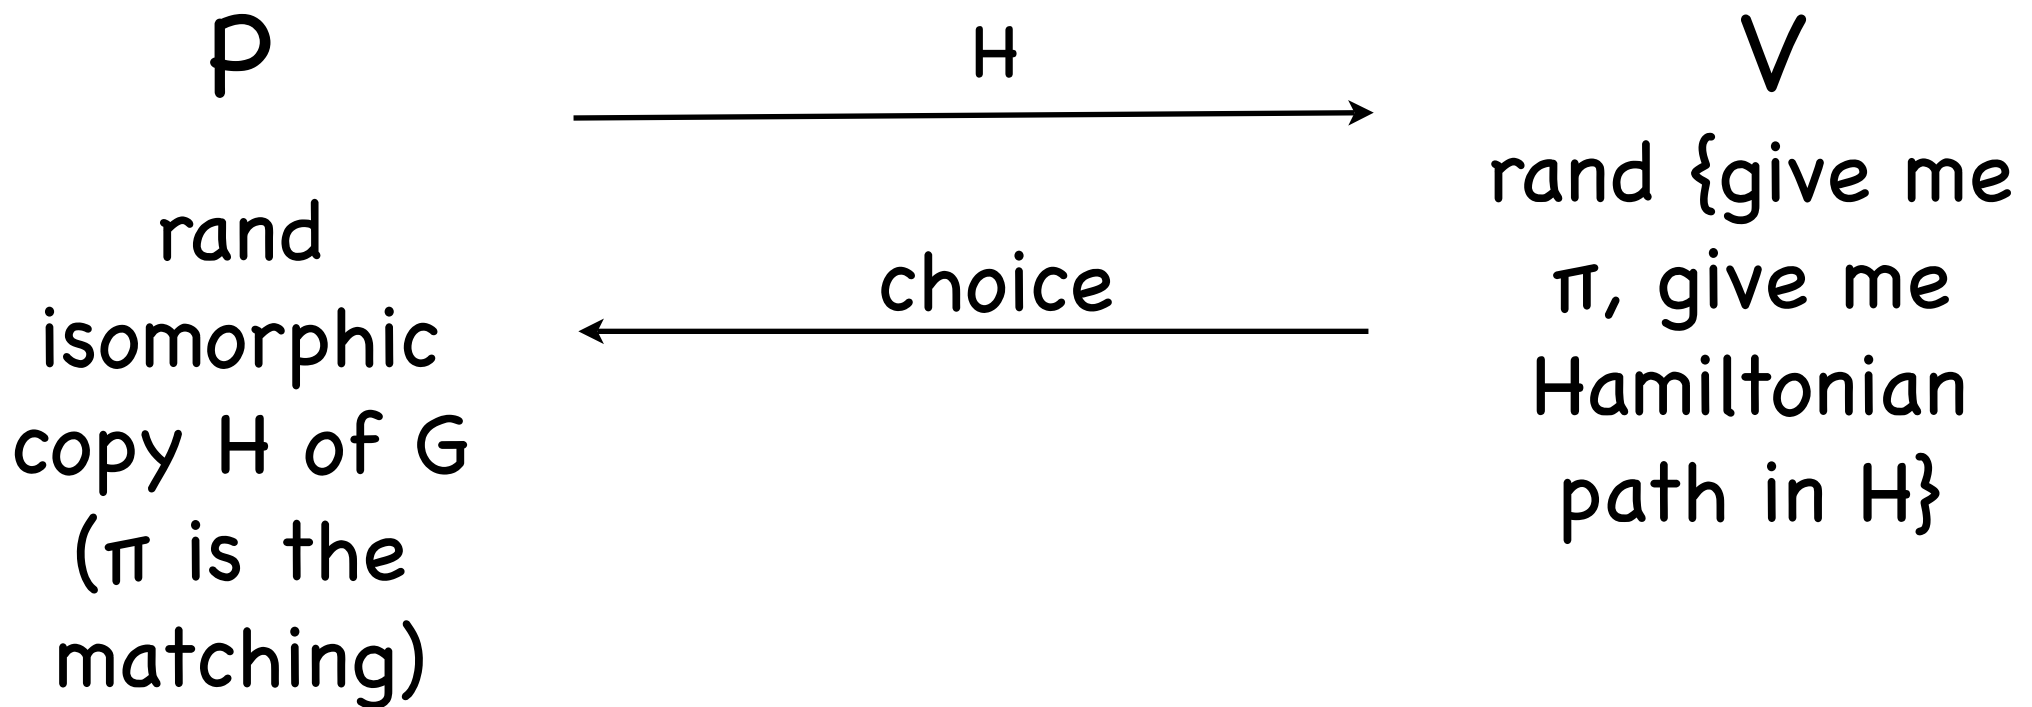 P
H
V
rand
isomorphic
copy H of G
(π is the
matching)
choice
rand {give me
π, give me
Hamiltonian
path in H}